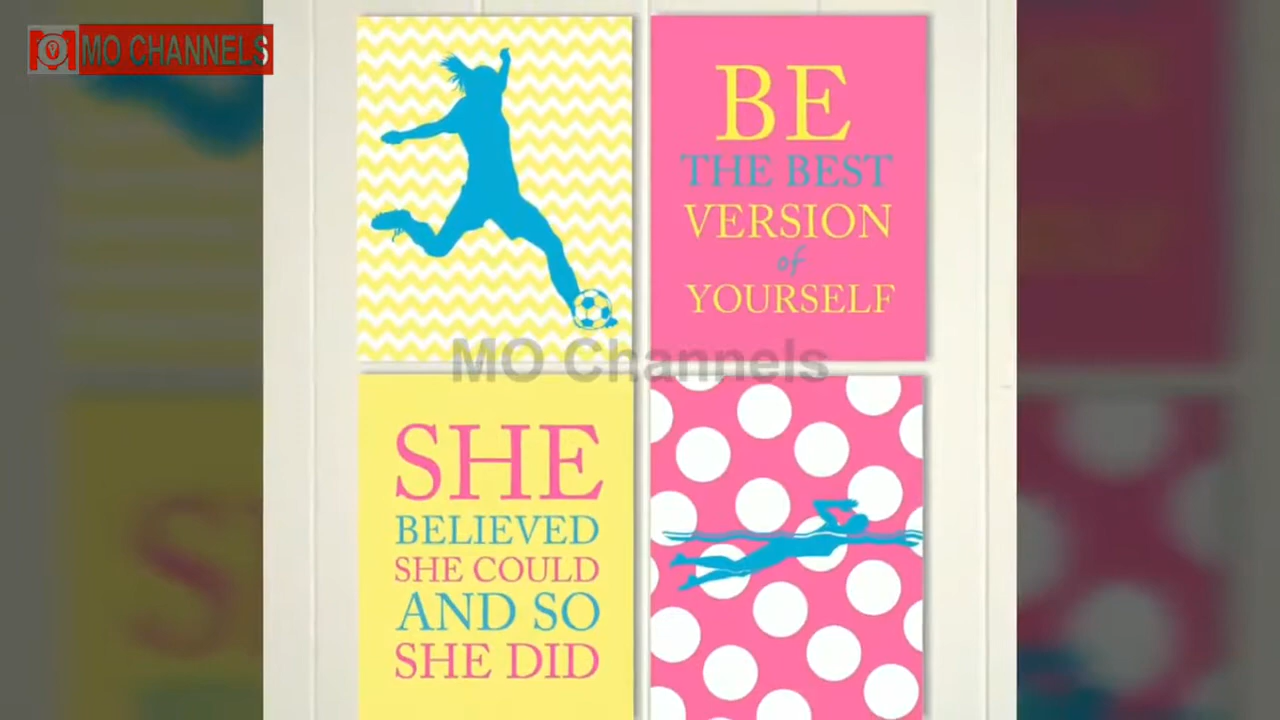 MO CHANNELS
BE
THE BEST
VERSION
of
YOURSELF
MO Channels
SHE
BELIEVED
SHE COULD
AND SO
SHE DID